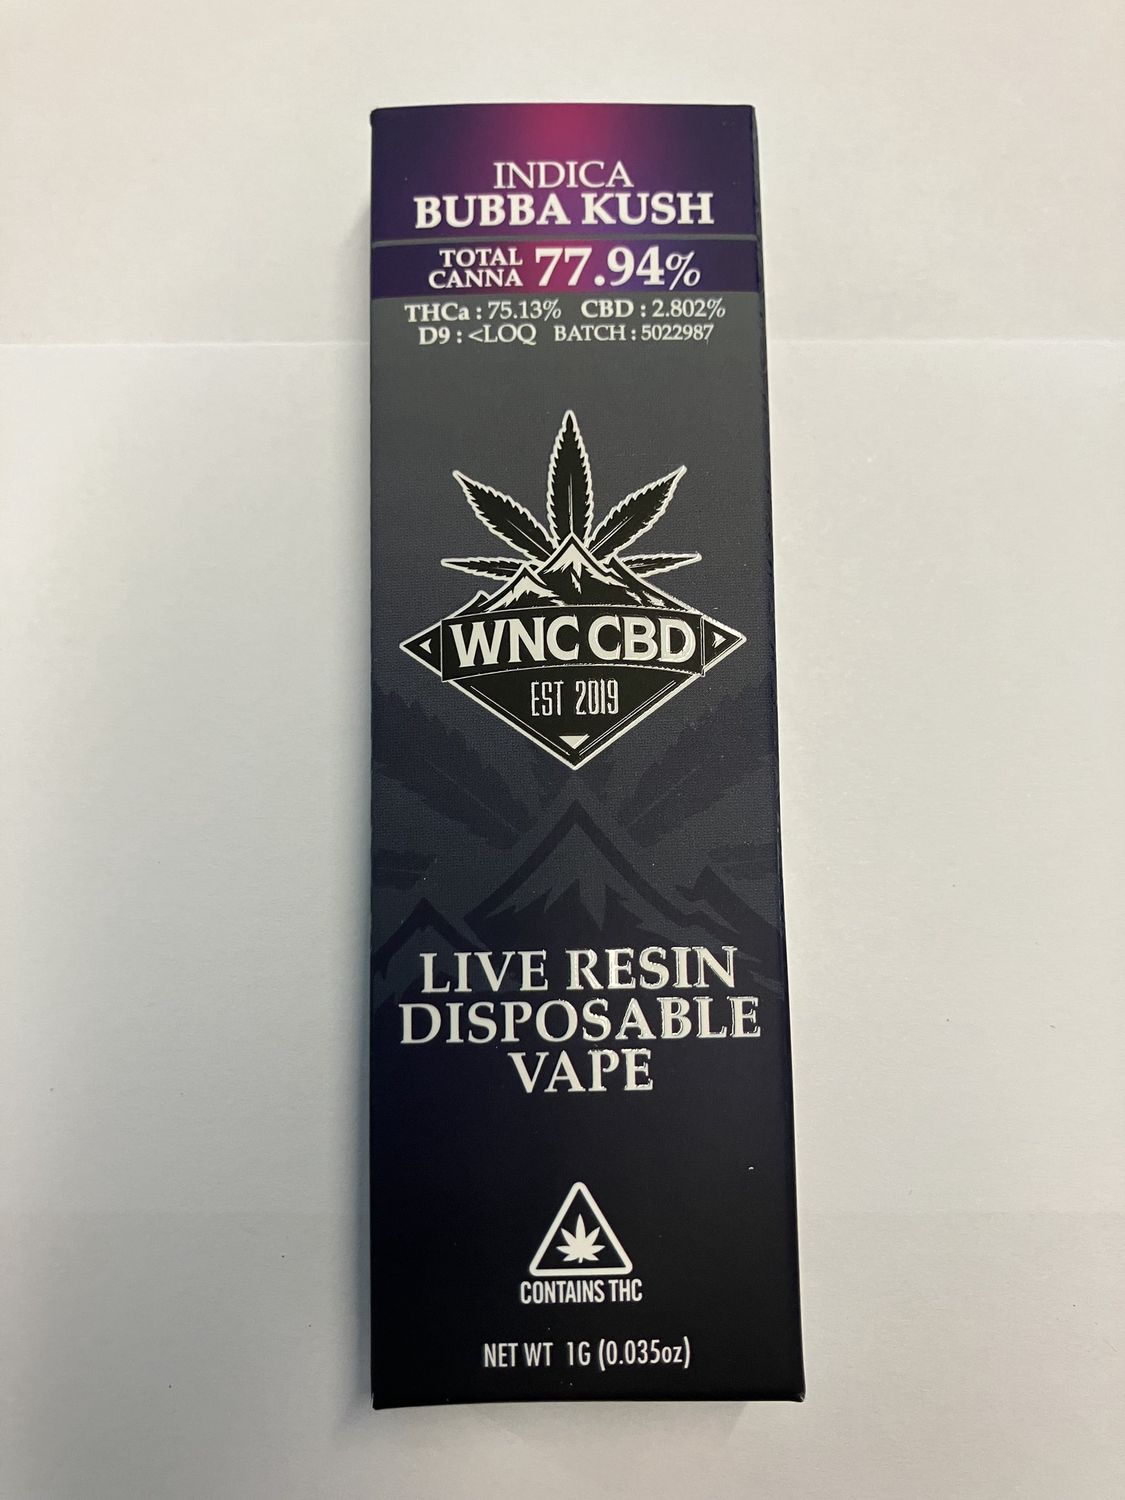 INDICA
BUBBA KUSH
TOTAL CANNA 77.94%
THCa : 75.13% CBD : 2.802%
D9 : <LOQ BATCH : 5022987
WNC CBD
EST 2019
LIVE RESIN
DISPOSABLE
VAPE
CONTAINS THC
NET WT 1G (0.035oz)